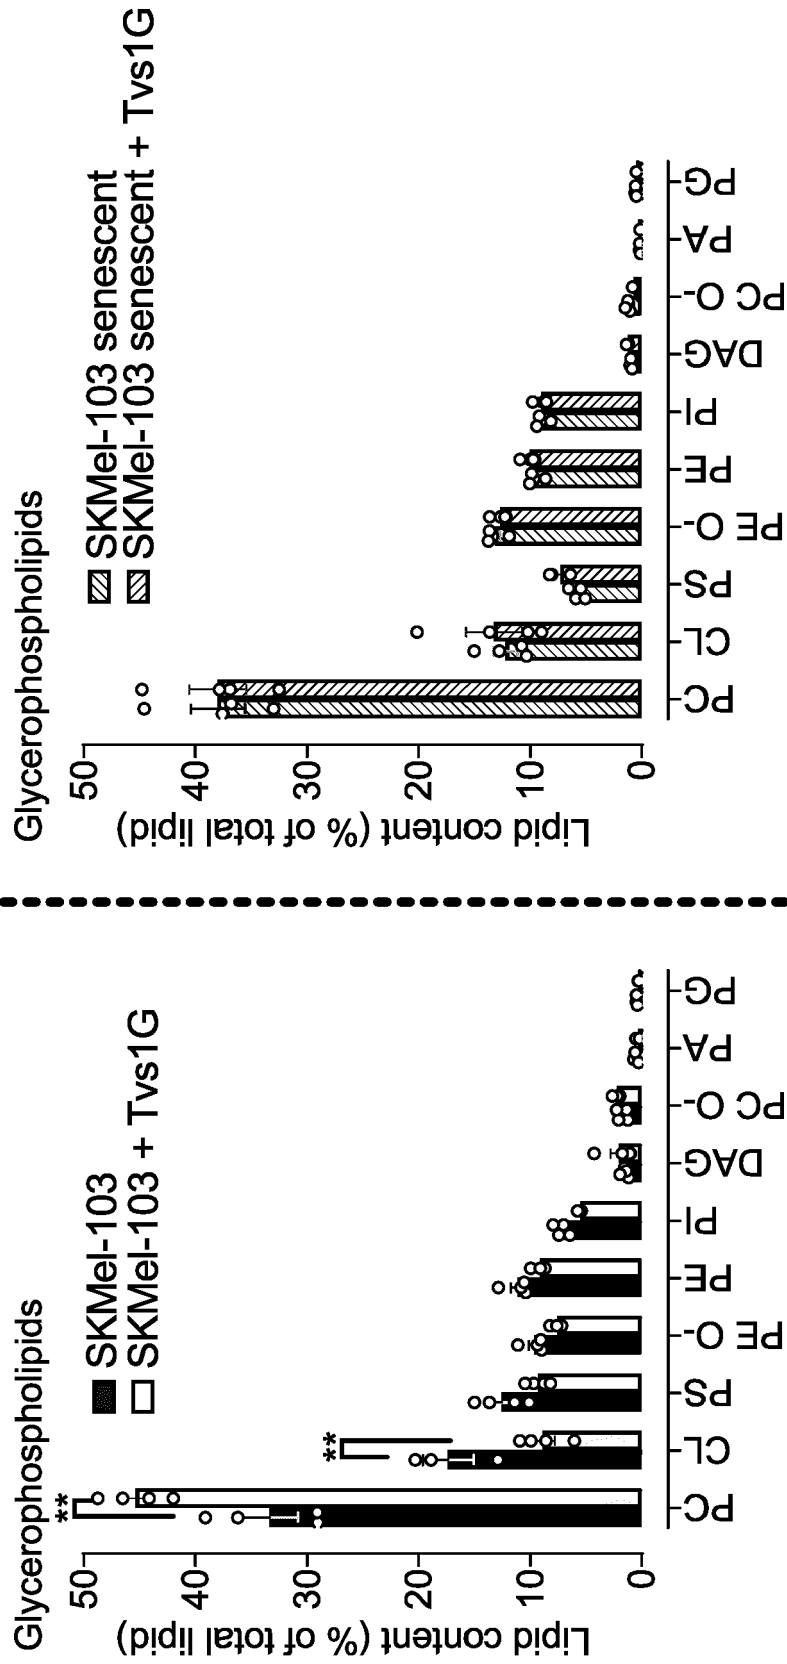 Glycerophospholipids
SKMel-103
SKMel-103 + Tvs1G
Lipid content (% of total lipid)
50
40
30
20
10
0
**
**
PC
CL
PS
PE O-
PE
PI
DAG
PC O-
PA
PG
Glycerophospholipids
SKMel-103 senescent
SKMel-103 senescent + Tvs1G
Lipid content (% of total lipid)
50
40
30
20
10
0
PC
CL
PS
PE O-
PE
PI
DAG
PC O-
PA
PG